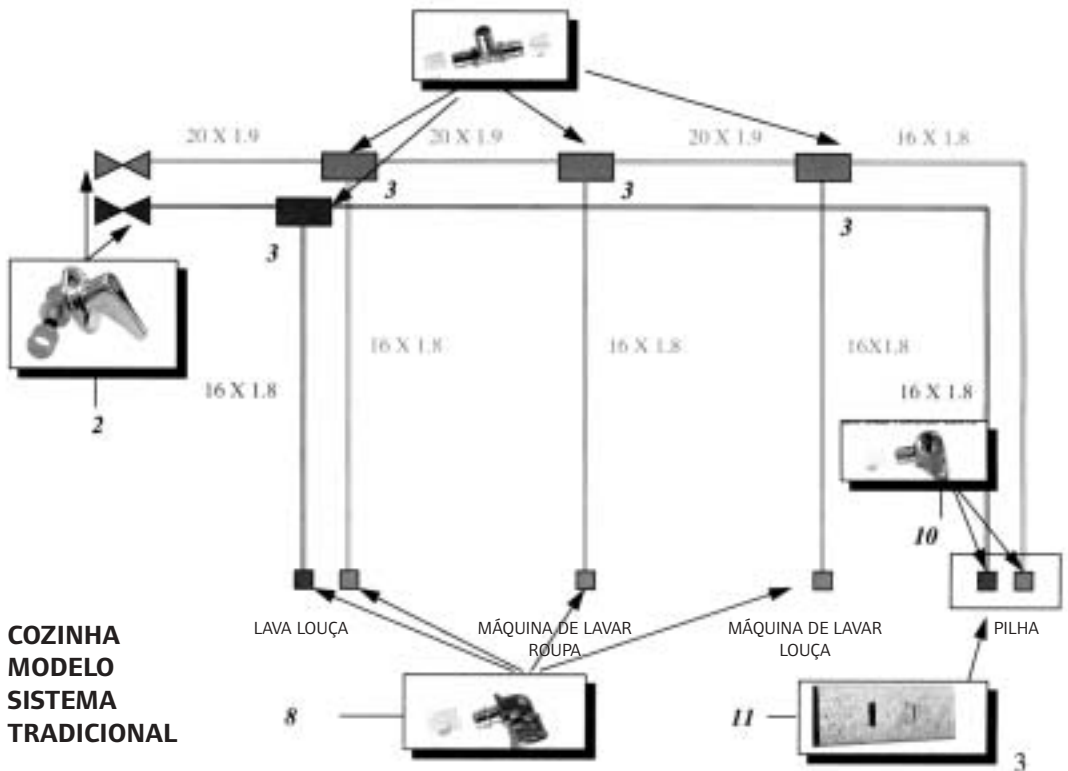 20 X 1.9
20 X 1.9
20 X 1.9
16 X 1.8
3
3
3
3
16 X 1.8
16 X 1.8
16X1.8
16 X 1.8
16 X 1.8
2
10
LAVA LOUÇA
MÁQUINA DE LAVAR
ROUPA
MÁQUINA DE LAVAR
LOUÇA
PILHA
COZINHA
MODELO
SISTEMA
TRADICIONAL
8
11
3